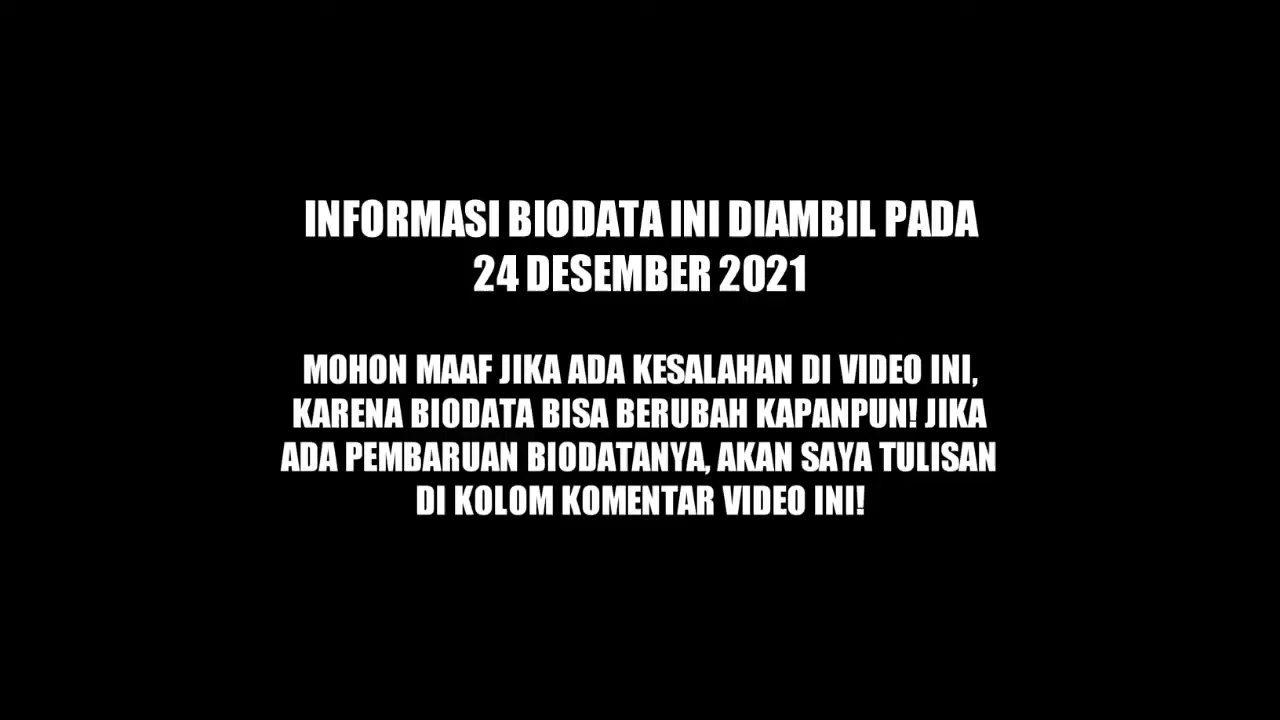 INFORMASI BIODATA INI DIAMBIL PADA
24 DESEMBER 2021
MOHON MAAF JIKA ADA KESALAHAN DI VIDEO INI,
KARENA BIODATA BISA BERUBAH KAPANPUN! JIKA
ADA PEMBARUAN BIODATANYA, AKAN SAYA TULISAN
DI KOLOM KOMENTAR VIDEO INI!